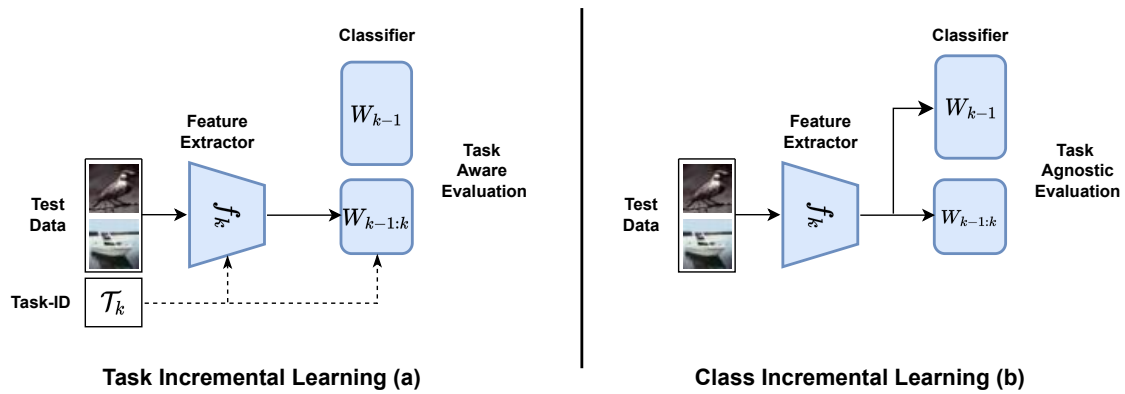 Classifier
W_{k-1}
Feature
Extractor
Task
Aware
Evaluation
Test
Data
f_k
W_{k-1:k}
Task-ID
𝒯_k
Task Incremental Learning (a)
Classifier
W_{k-1}
Feature
Extractor
Task
Agnostic
Evaluation
Test
Data
f_k
W_{k-1:k}
Class Incremental Learning (b)